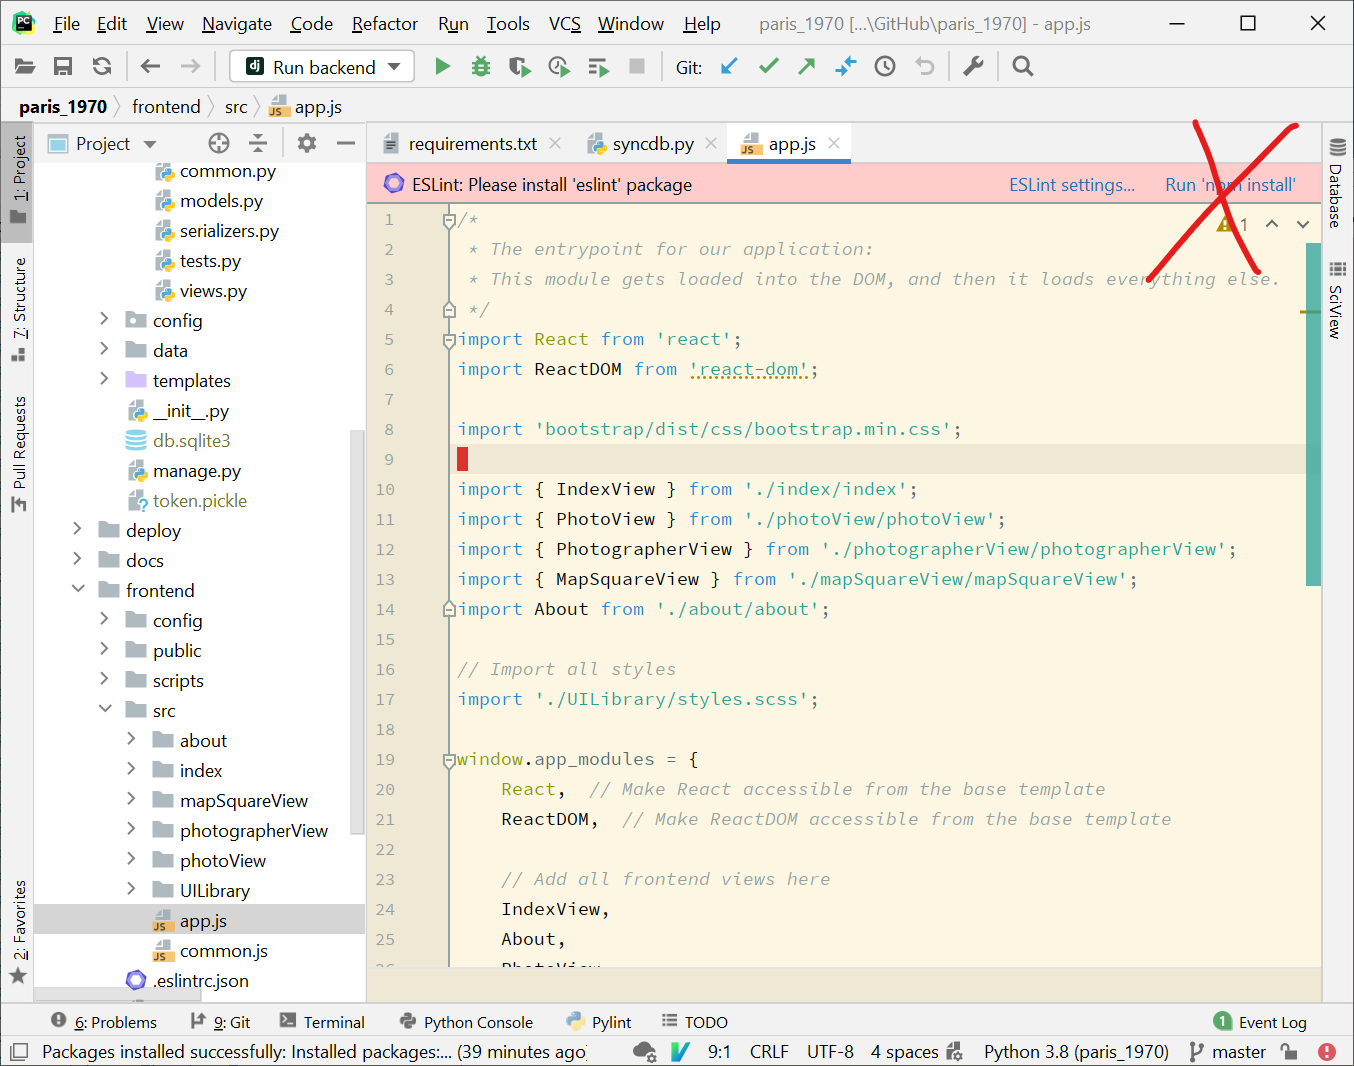 File Edit View Navigate Code Refactor Run Tools VCS Window Help paris_1970 [...\GitHub\paris_1970] - app.js
dj Run backend Git:
paris_1970 frontend src app.js
1: Project
7: Structure
Pull Requests
2: Favorites
Project
common.py
models.py
serializers.py
tests.py
views.py
config
data
templates
__init__.py
db.sqlite3
manage.py
token.pickle
deploy
docs
frontend
config
public
scripts
src
about
index
mapSquareView
photographerView
photoView
UILibrary
app.js
common.js
.eslintrc.json
requirements.txt syncdb.py app.js
ESLint: Please install 'eslint' package ESLint settings... Run 'npm install'
1
1 /*
2 * The entrypoint for our application:
3 * This module gets loaded into the DOM, and then it loads everything else.
4 */
5 import React from 'react';
6 import ReactDOM from 'react-dom';
7
8 import 'bootstrap/dist/css/bootstrap.min.css';
9
10 import { IndexView } from './index/index';
11 import { PhotoView } from './photoView/photoView';
12 import { PhotographerView } from './photographerView/photographerView';
13 import { MapSquareView } from './mapSquareView/mapSquareView';
14 import About from './about/about';
15
16 // Import all styles
17 import './UILibrary/styles.scss';
18
19 window.app_modules = {
20 React, // Make React accessible from the base template
21 ReactDOM, // Make ReactDOM accessible from the base template
22
23 // Add all frontend views here
24 IndexView,
25 About,
Database
SciView
6: Problems 9: Git Terminal Python Console Pylint TODO 1 Event Log
Packages installed successfully: Installed packages:... (39 minutes ago) 9:1 CRLF UTF-8 4 spaces Python 3.8 (paris_1970) master